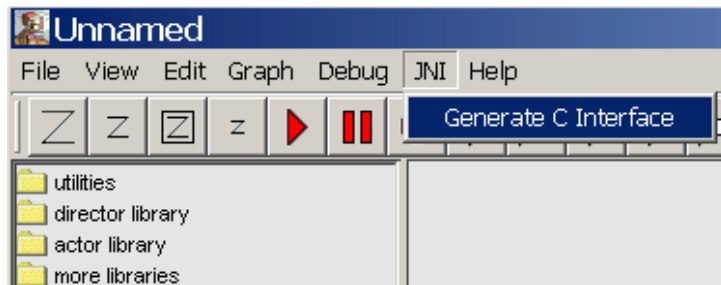 Unnamed
File View Edit Graph Debug JNI Help
Generate C Interface
utilities
director library
actor library
more libraries